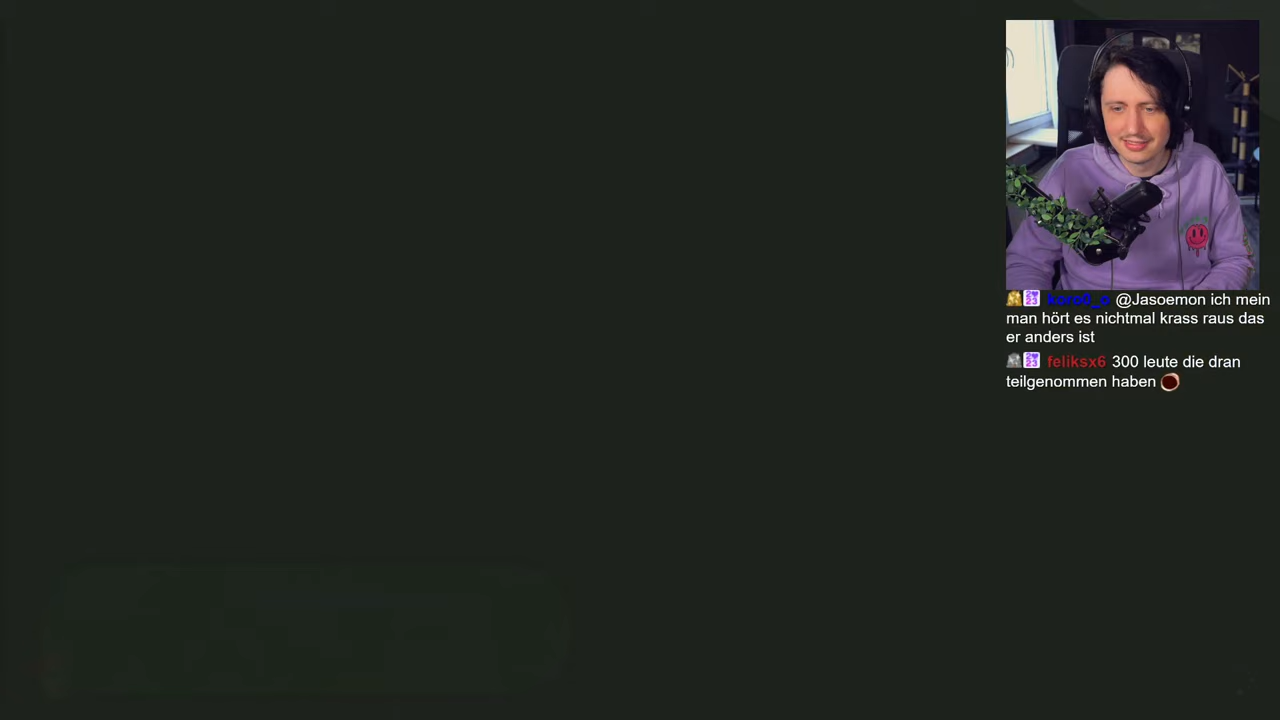 koro0_o @Jasoemon ich mein
man hört es nichtmal krass raus das
er anders ist
feliksx6 300 leute die dran
teilgenommen haben